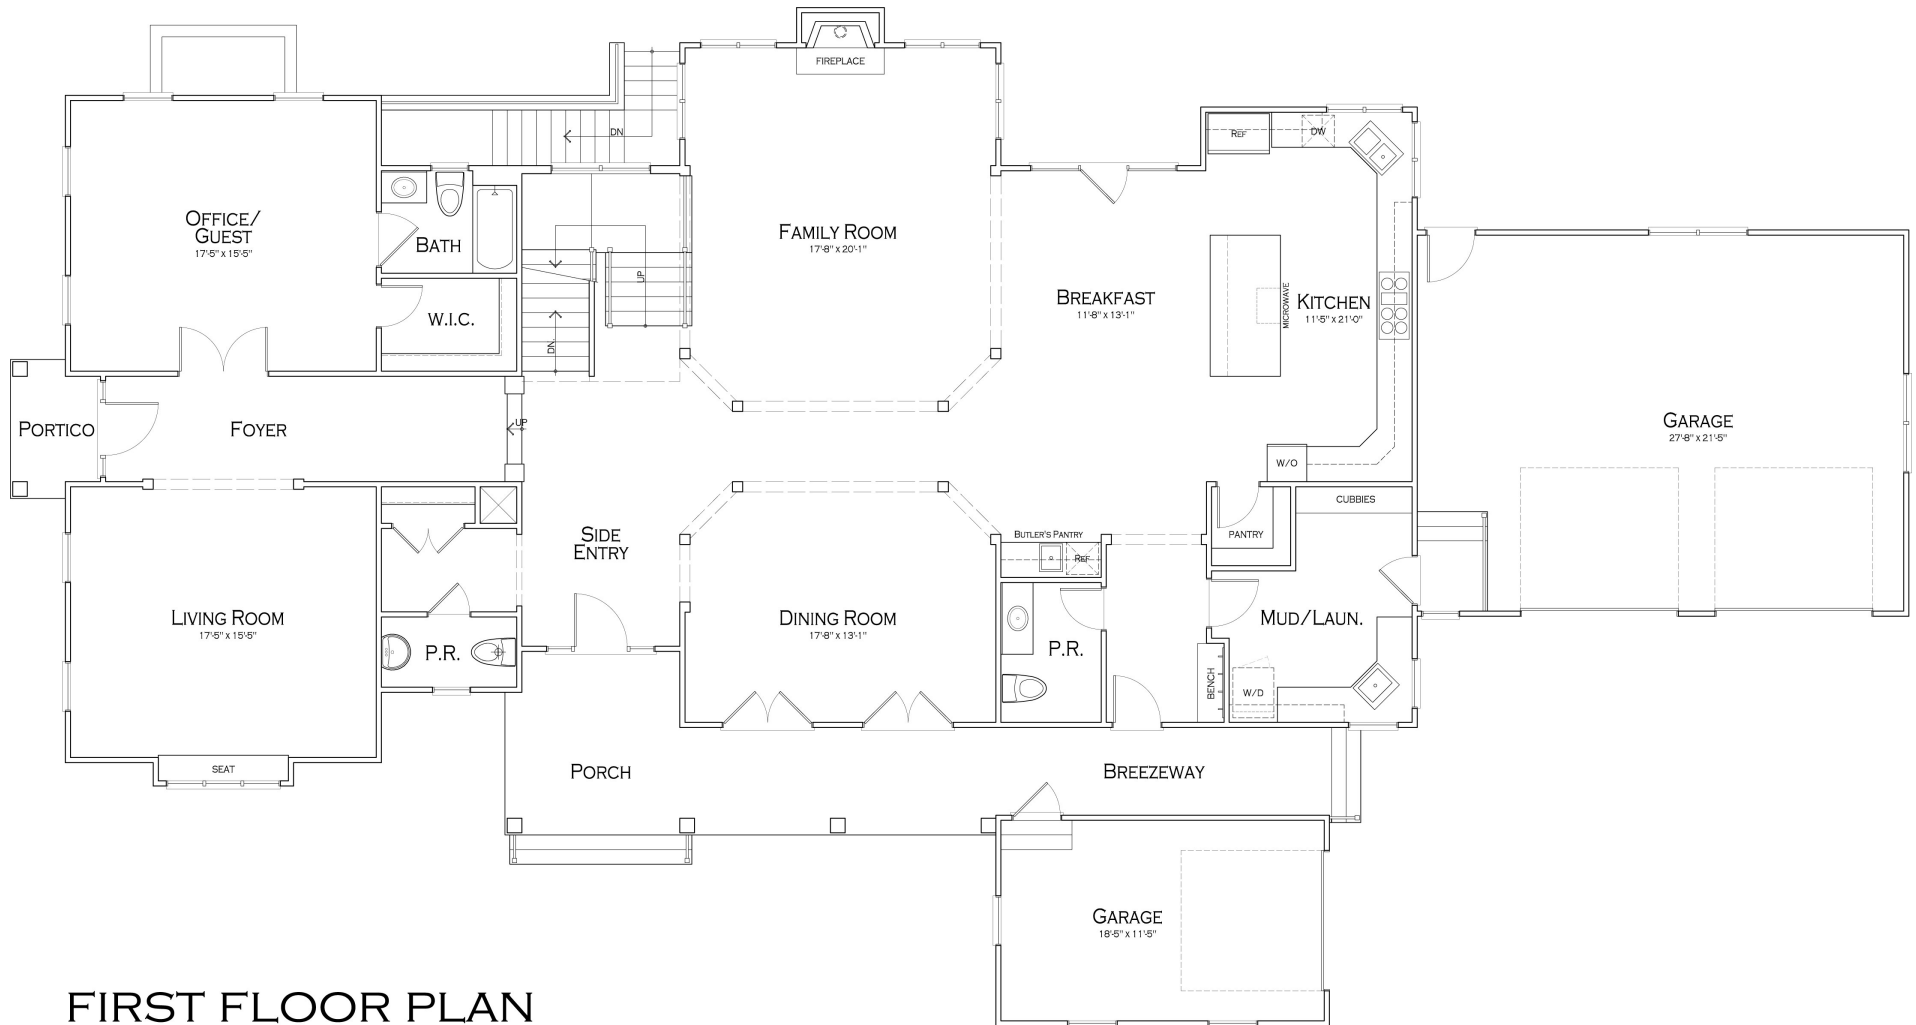 FIREPLACE
DN
REF
DW
OFFICE/
GUEST
17'-5" X 15'-5"
BATH
FAMILY ROOM
17'-8" X 20'-1"
UP
BREAKFAST
11'-8" X 13'-1"
MICROWAVE
KITCHEN
11'-5" X 21'-0"
W.I.C.
DN.
PORTICO
FOYER
UP
GARAGE
27'-8" X 21'-5"
W/O
CUBBIES
SIDE
ENTRY
BUTLER'S PANTRY
REF
PANTRY
LIVING ROOM
17'-5" X 15'-5"
DINING ROOM
17'-8" X 13'-1"
MUD/LAUN.
P.R.
P.R.
BENCH
W/D
SEAT
PORCH
BREEZEWAY
GARAGE
18'-5" X 11'-5"
FIRST FLOOR PLAN